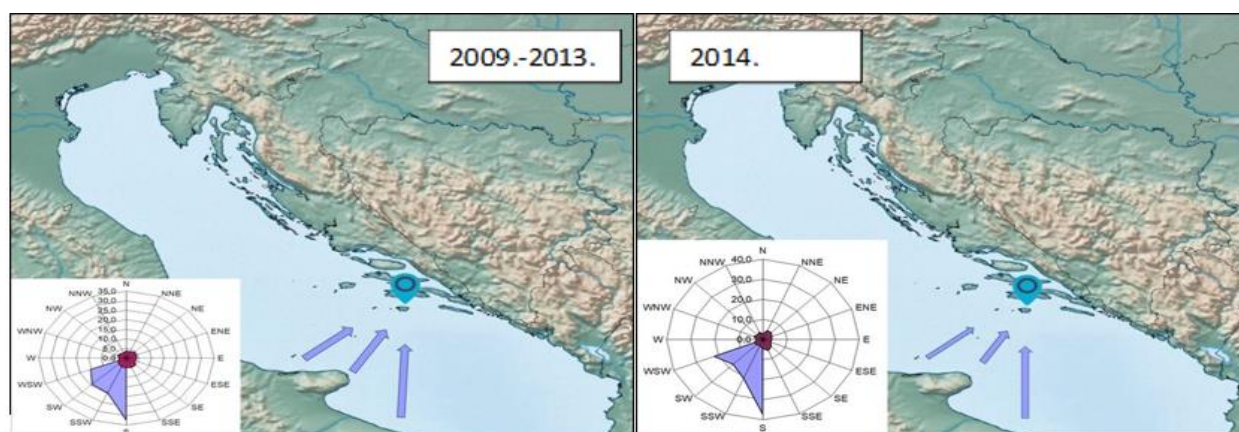 2009.-2013.
N
NNW
35,0
NNE
30,0
NW
25,0
NE
20,0
15,0
WNW
10,0
ENE
5,0
0,0
W
E
WSW
ESE
SW
SE
SSW
SSE
S
2014.
N
NNW
40,0
NNE
30,0
NW
NE
20,0
WNW
10,0
ENE
0,0
W
E
WSW
ESE
SW
SE
SSW
SSE
S